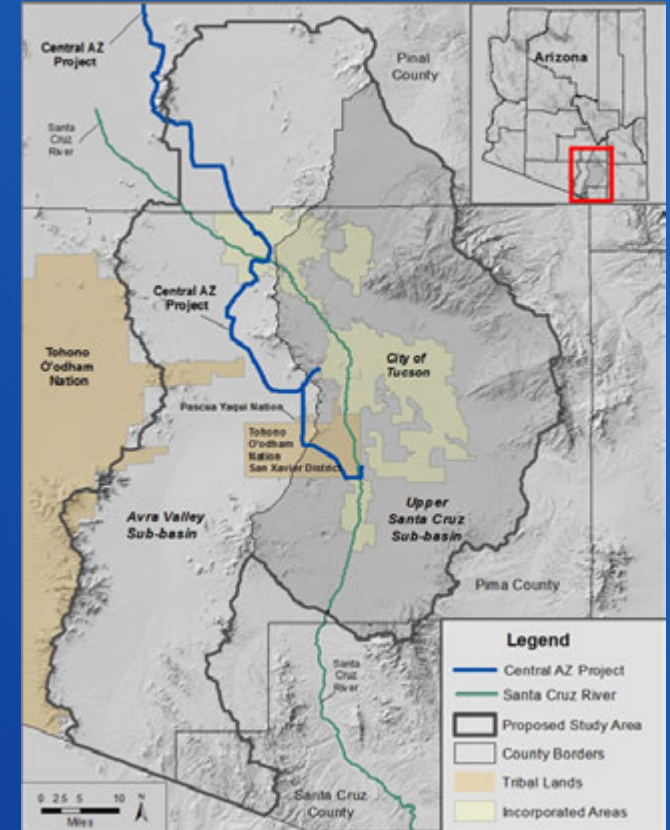 Central AZ
Project
Pinal
County
Arizona
Santa
Cruz
River
Central AZ
Project
Tohono
O'odham
Nation
City of
Tucson
Pascua Yaqui Nation
Tohono
O'odham
Nation
San Xavier District
Avra Valley
Sub-basin
Upper
Santa Cruz
Sub-basin
Pima County
Santa
Cruz
River
Santa Cruz
County
0 2.5 5 10
Miles
N
Legend
Central AZ Project
Santa Cruz River
Proposed Study Area
County Borders
Tribal Lands
Incorporated Areas